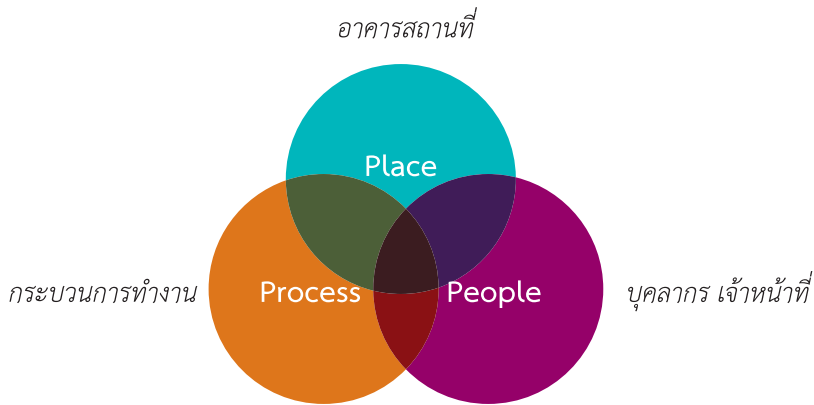 อาคารสถานที่
Place
กระบวนการทำงาน
Process
People
บุคลากร เจ้าหน้าที่